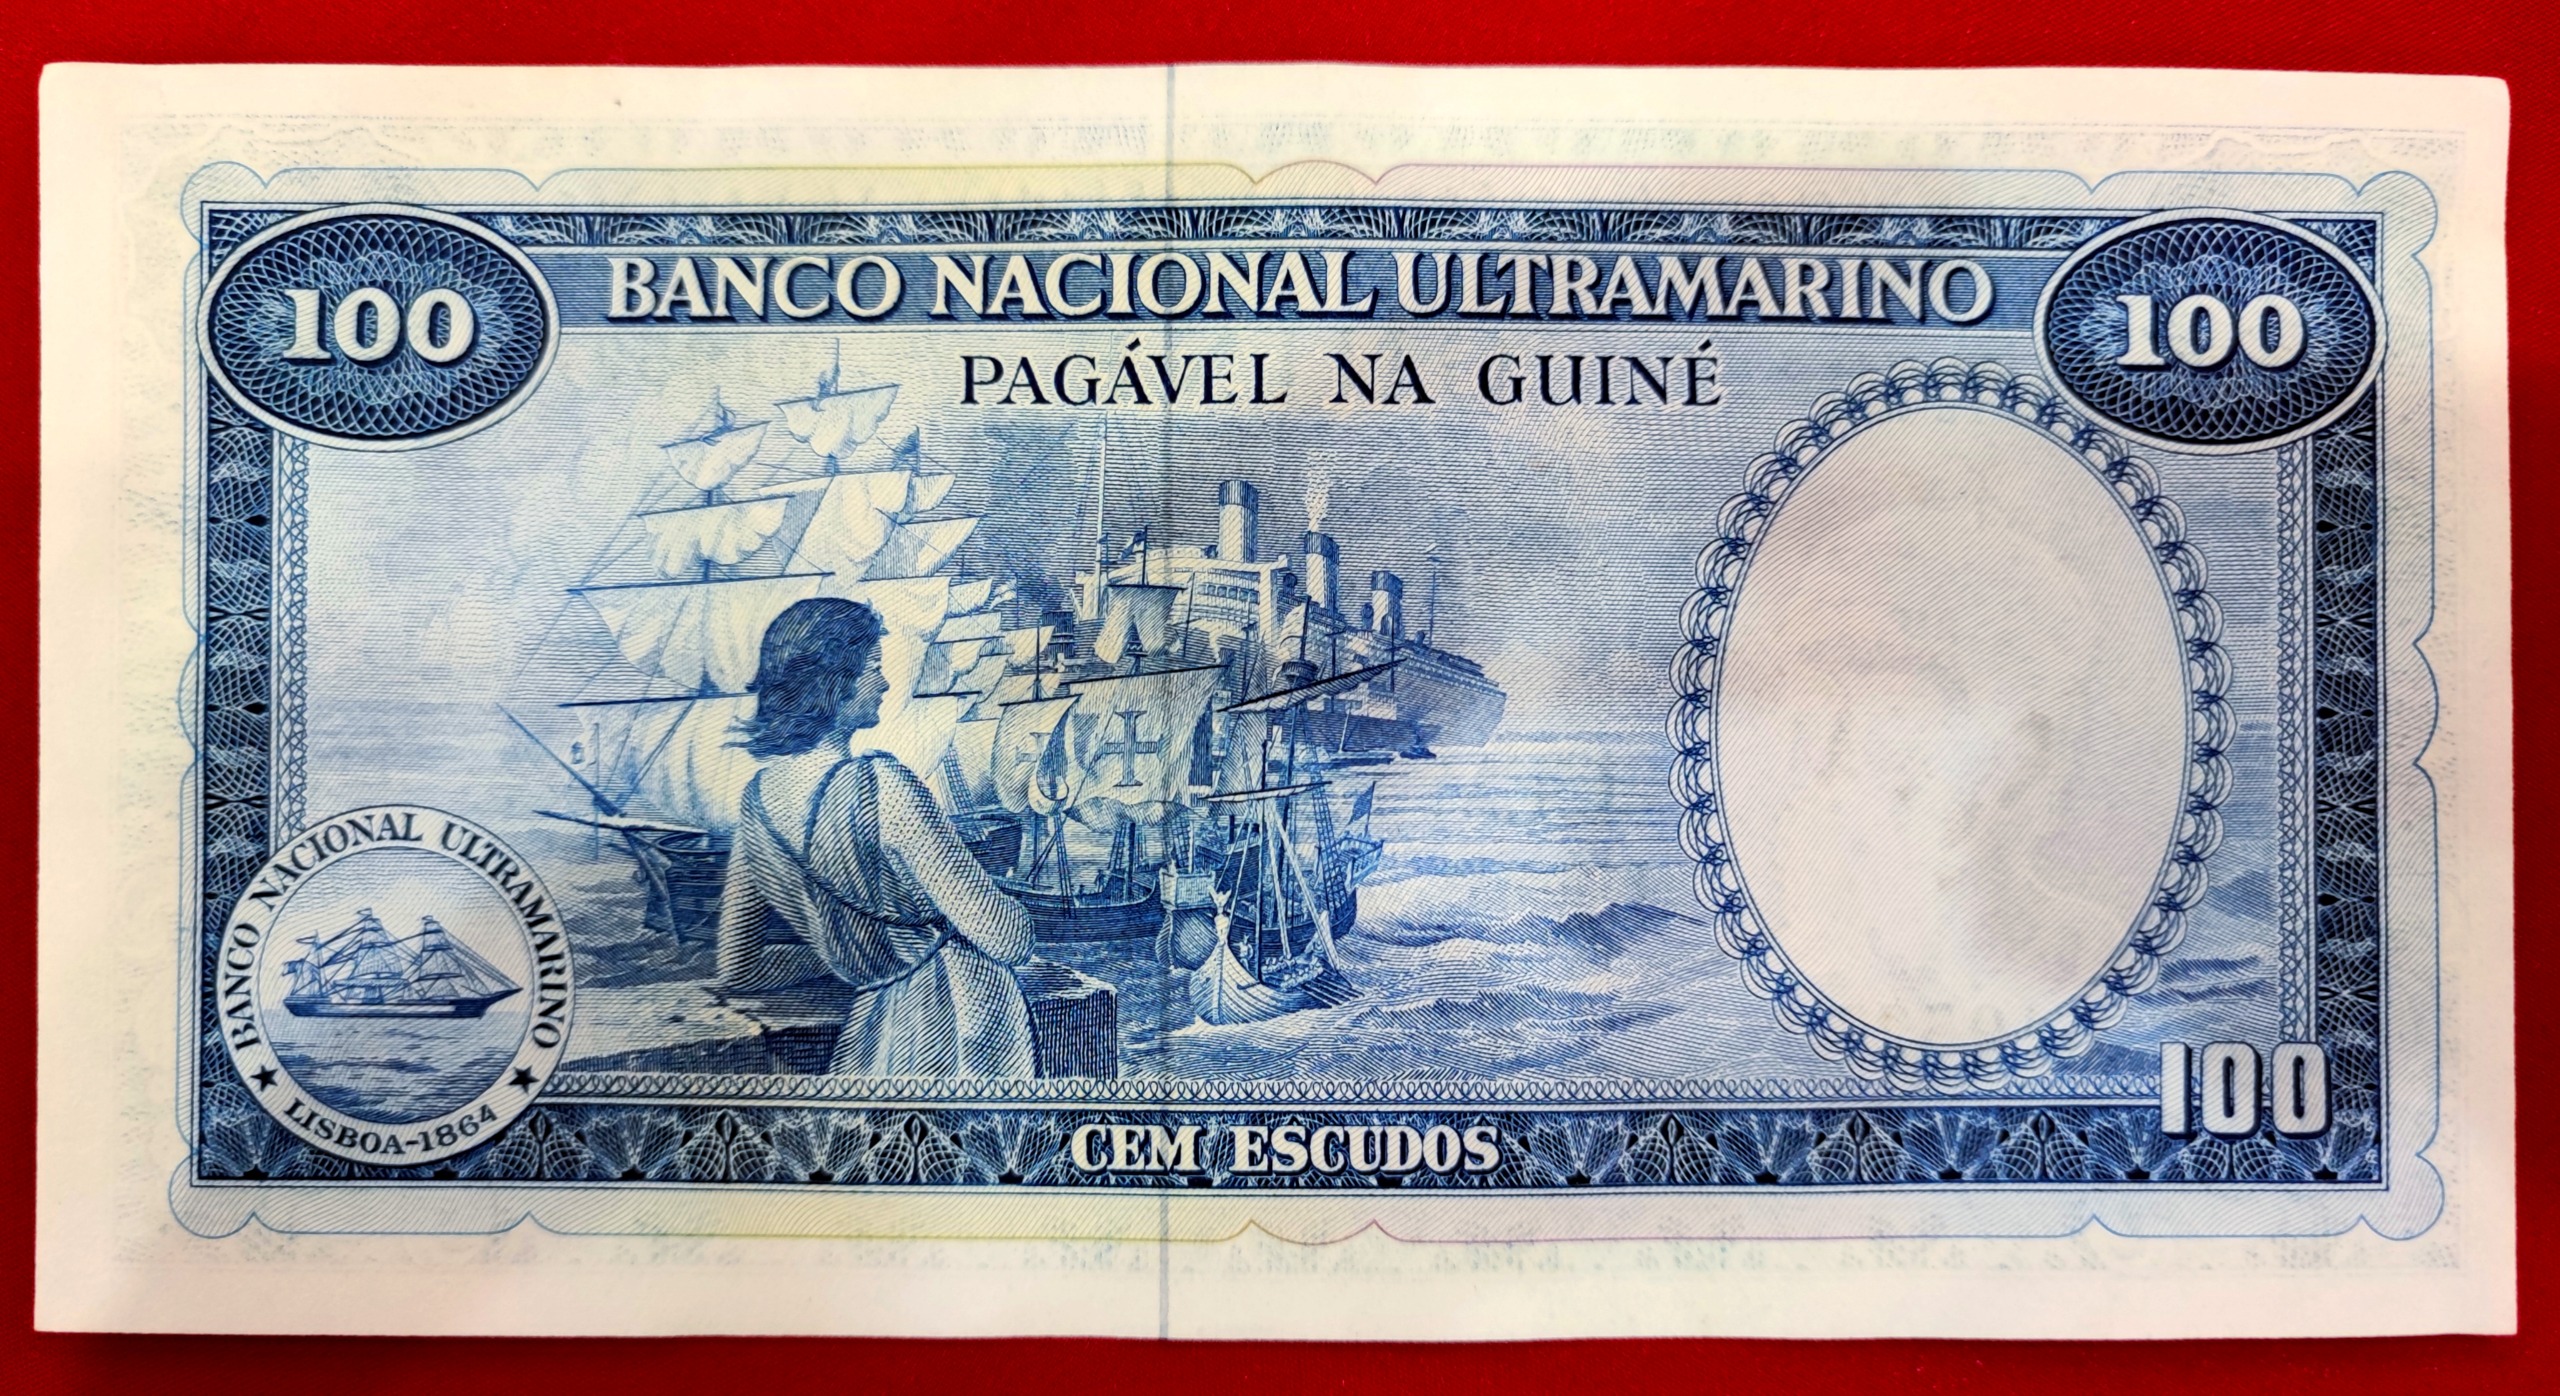 100
BANCO NACIONAL ULTRAMARINO
100
PAGÁVEL NA GUINÉ
BANCO NACIONAL ULTRAMARINO
★ LISBOA-1864 ★
100
CEM ESCUDOS